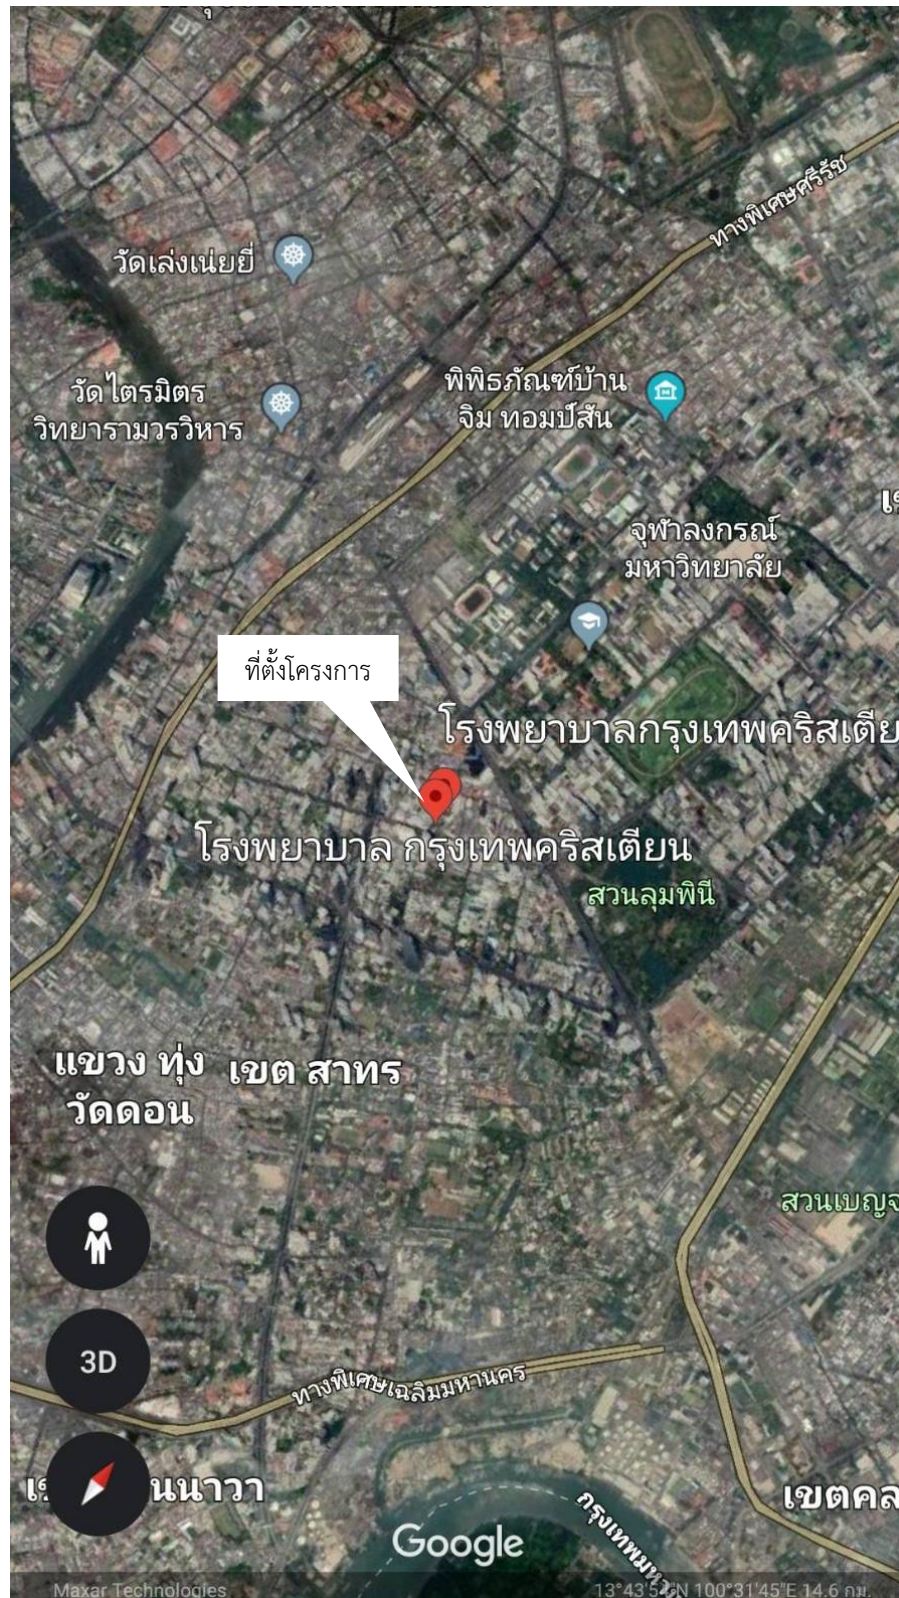 ทางพิเศษศรีรัช
วัดเล่งเน่ยยี่
พิพิธภัณฑ์บ้าน
จิม ทอมป์สัน
วัดไตรมิตร
วิทยารามวรวิหาร
จุฬาลงกรณ์
มหาวิทยาลัย
ที่ตั้งโครงการ
โรงพยาบาลกรุงเทพคริสเตีย
โรงพยาบาล กรุงเทพคริสเตียน
สวนลุมพินี
แขวง ทุ่ง
วัดดอน
เขต สาทร
สวนเบญจ
3D
ทางพิเศษเฉลิมมหานคร
นนาวา
เขตคล
Google
Maxar Technologies
13°43'54"N 100°31'45"E 14.6 กม.